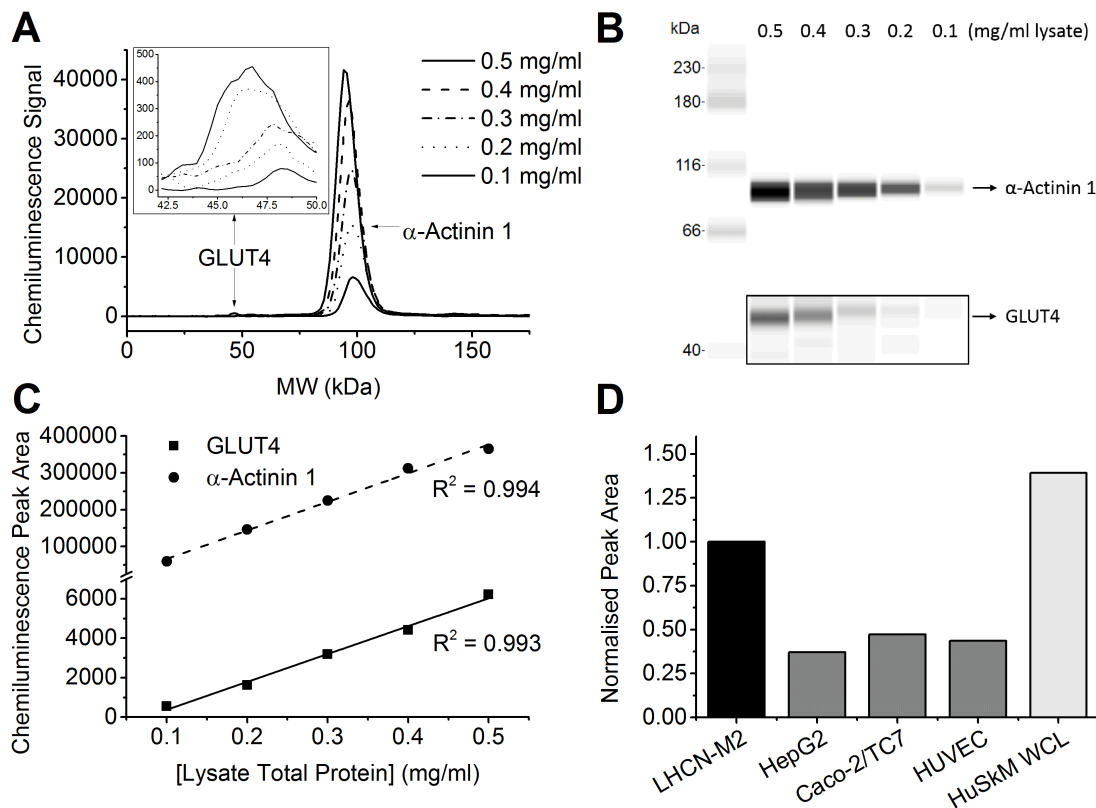 A
Chemiluminescence Signal
40000
30000
20000
10000
0
500
400
300
200
100
0
42.5 45.0 47.5 50.0
0.5 mg/ml
0.4 mg/ml
0.3 mg/ml
0.2 mg/ml
0.1 mg/ml
GLUT4
α-Actinin 1
0 50 100 150
MW (kDa)
B
kDa 0.5 0.4 0.3 0.2 0.1 (mg/ml lysate)
230-
180-
116-
α-Actinin 1
66-
GLUT4
40-
C
Chemiluminescence Peak Area
400000
300000
200000
100000
6000
4000
2000
0
GLUT4
α-Actinin 1
R² = 0.994
R² = 0.993
0.1 0.2 0.3 0.4 0.5
[Lysate Total Protein] (mg/ml)
D
Normalised Peak Area
1.50
1.25
1.00
0.75
0.50
0.25
0.00
LHCN-M2
HepG2
Caco-2/TC7
HUVEC
HuSkM WCL